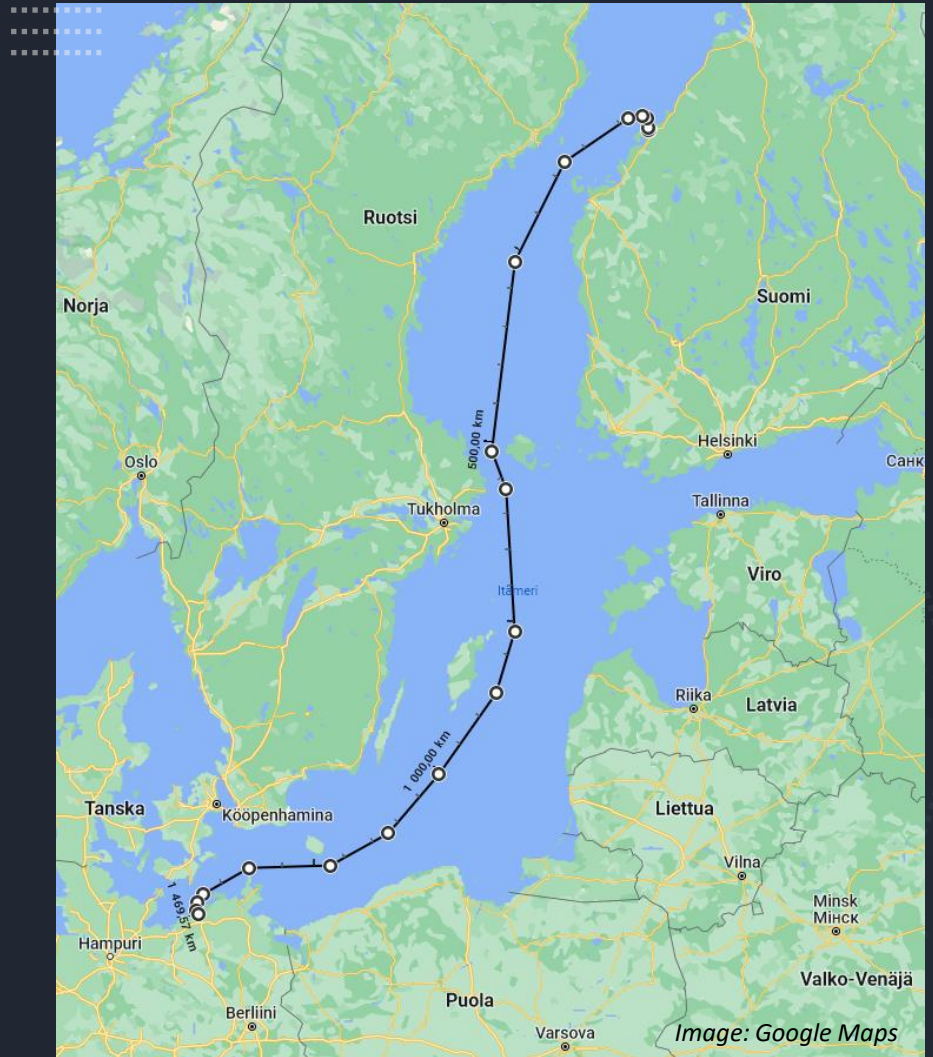 Ruotsi
Norja
Suomi
500,00 km
Helsinki
Oslo
Санк
Tallinna
Tukholma
Viro
Itämeri
Riika
Latvia
1 000,00 km
Tanska
Kööpenhamina
Liettua
Vilna
1 469,57 km
Minsk
Мінск
Hampuri
Valko-Venäjä
Puola
Berliini
Varsova
Image: Google Maps